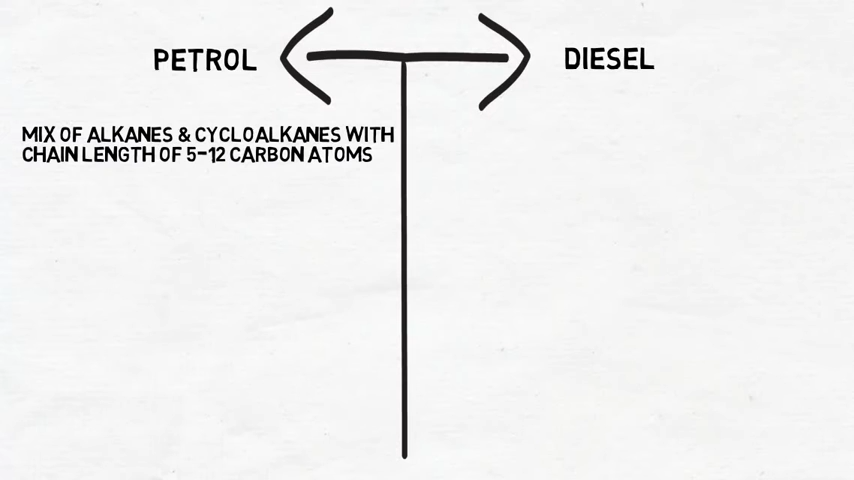 PETROL
DIESEL
MIX OF ALKANES & CYCLOALKANES WITH
CHAIN LENGTH OF 5-12 CARBON ATOMS